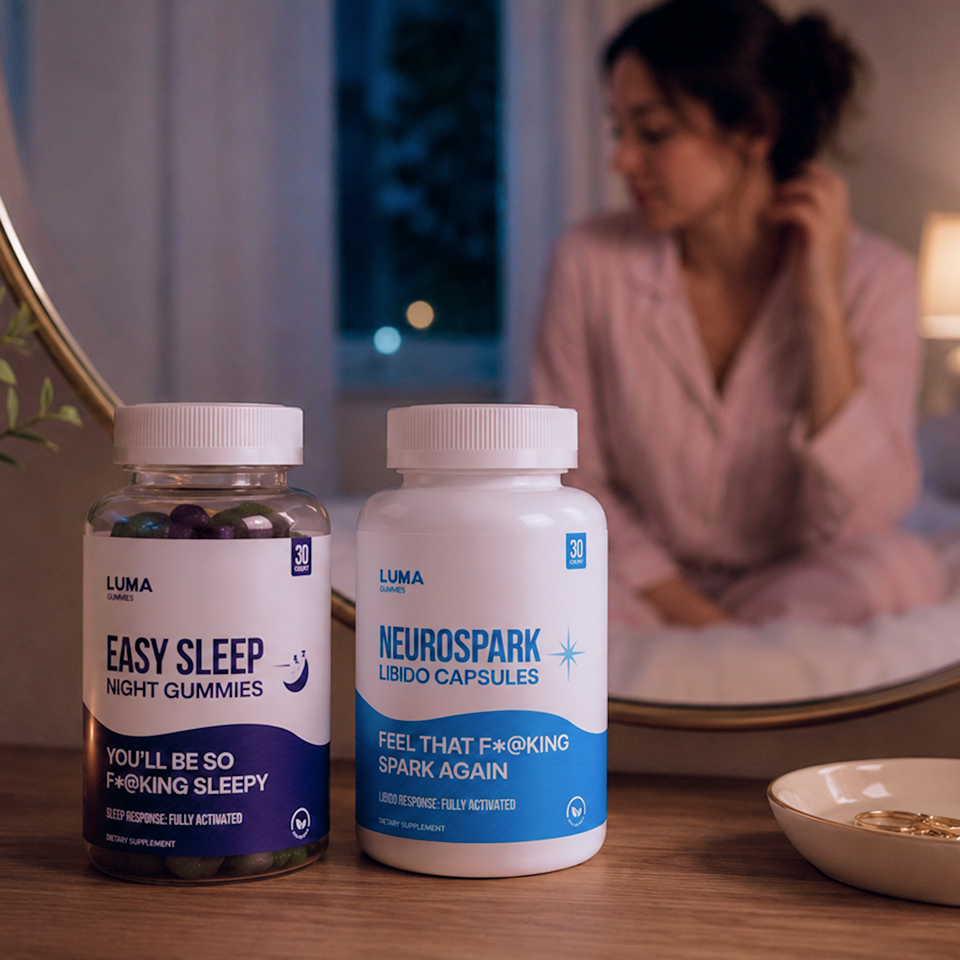 30
COUNT
LUMA
GUMMIES
EASY SLEEP
NIGHT GUMMIES
YOU'LL BE SO
F*@KING SLEEPY
SLEEP RESPONSE: FULLY ACTIVATED
DIETARY SUPPLEMENT
30
COUNT
LUMA
GUMMIES
NEUROSPARK
LIBIDO CAPSULES
FEEL THAT F*@KING
SPARK AGAIN
LIBIDO RESPONSE: FULLY ACTIVATED
DIETARY SUPPLEMENT